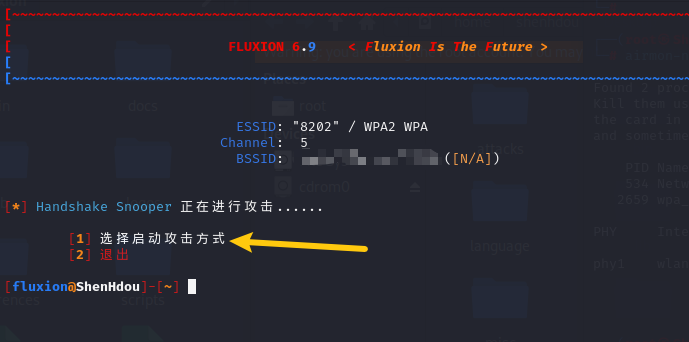 FLUXION 6.9 < Fluxion Is The Future >
root
docs
Found 2 proc
Kill them us
the card in
and sometim
ESSID: "8202" / WPA2 WPA
Channel: 5
BSSID: ([N/A])
cdrom0
attacks
PID Name
534 Netw
2659 wpa_
[*] Handshake Snooper 正在进行攻击......
PHY Inte
[1] 选择启动攻击方式
language
[2] 退出
phy1 wlan
[fluxion@ShenHdou]-[~]
scripts